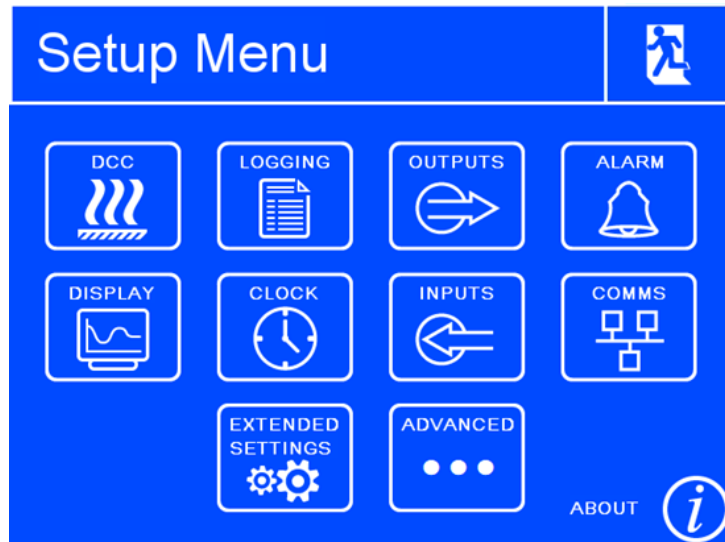 Setup Menu
DCC
LOGGING
OUTPUTS
ALARM
DISPLAY
CLOCK
INPUTS
COMMS
EXTENDED
SETTINGS
ADVANCED
ABOUT
i